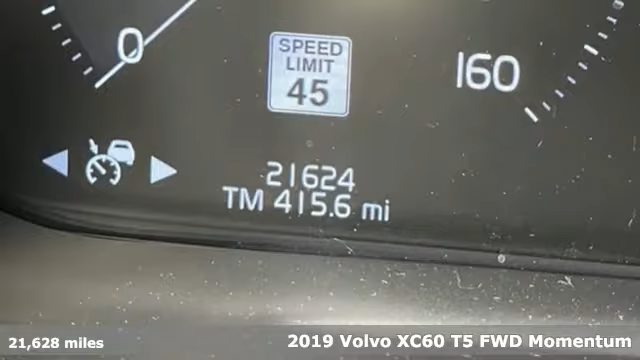 0
SPEED
LIMIT
45
160
21624
TM 415.6 mi
21,628 miles
2019 Volvo XC60 T5 FWD Momentum